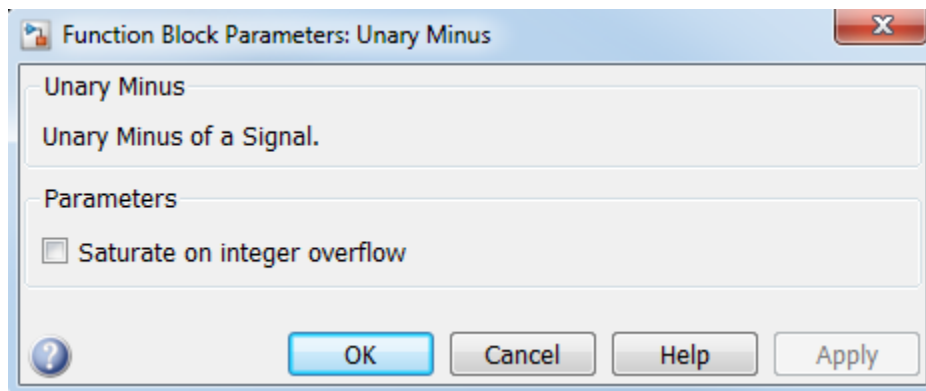 Function Block Parameters: Unary Minus
Unary Minus
Unary Minus of a Signal.
Parameters
Saturate on integer overflow
OK Cancel Help Apply